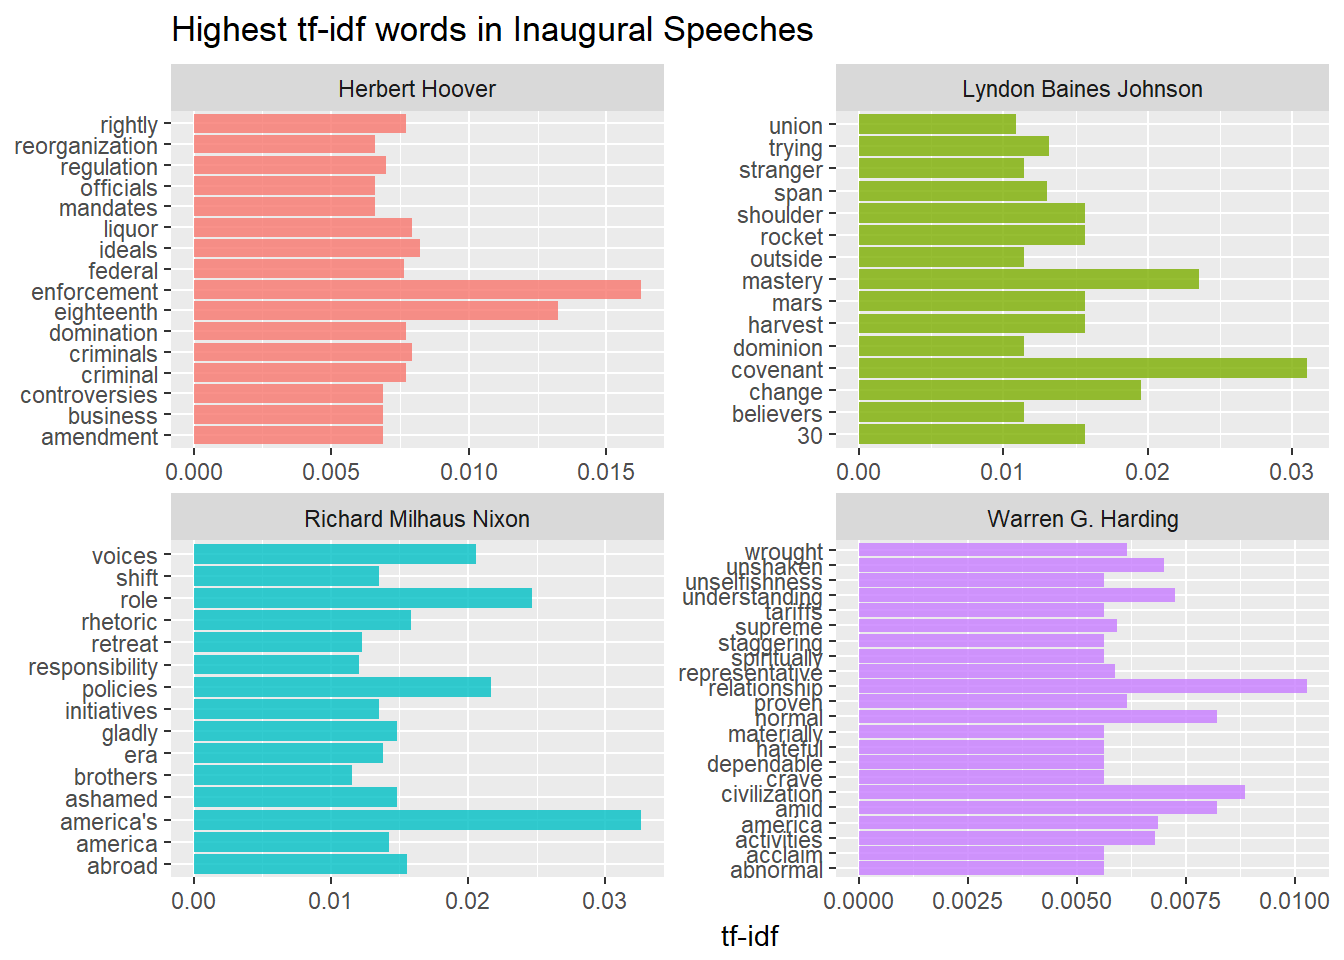 Highest tf-idf words in Inaugural Speeches
Herbert Hoover
rightly
reorganization
regulation
officials
mandates
liquor
ideals
federal
enforcement
eighteenth
domination
criminals
criminal
controversies
business
amendment
0.000 0.005 0.010 0.015
Lyndon Baines Johnson
union
trying
stranger
span
shoulder
rocket
outside
mastery
mars
harvest
dominion
covenant
change
believers
30
0.00 0.01 0.02 0.03
Richard Milhaus Nixon
voices
shift
role
rhetoric
retreat
responsibility
policies
initiatives
gladly
era
brothers
ashamed
america's
america
abroad
0.00 0.01 0.02 0.03
Warren G. Harding
wrought
unshaken
unselfishness
understanding
tariffs
supreme
staggering
spiritually
representative
relationship
proven
normal
materially
hateful
dependable
crave
civilization
amid
america
activities
acclaim
abnormal
0.0000 0.0025 0.0050 0.0075 0.0100
tf-idf